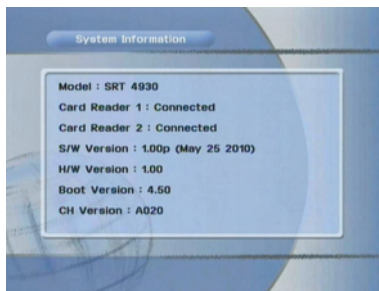 System Information
Model : SRT 4930
Card Reader 1 : Connected
Card Reader 2 : Connected
S/W Version : 1.00p (May 25 2010)
H/W Version : 1.00
Boot Version : 4.50
CH Version : A020